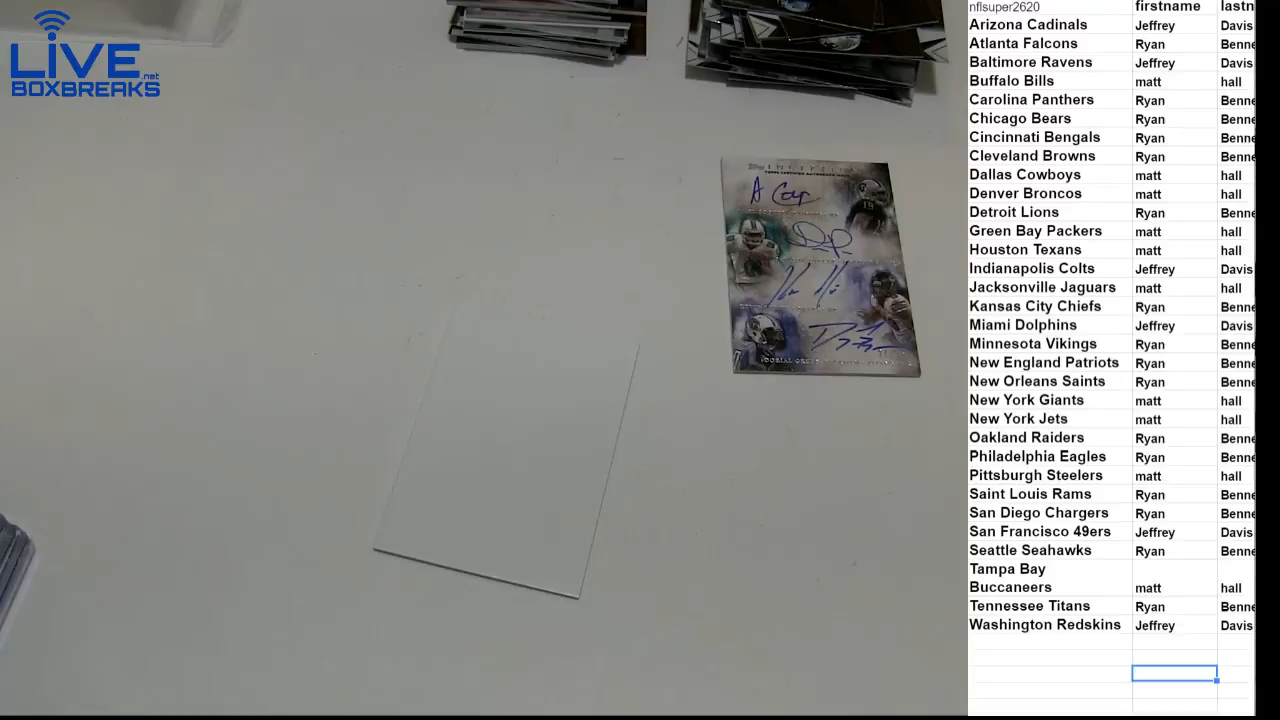 LIVE
.net
BOXBREAKS
INCEPTION
A Coop
nflsuper2620 firstname lastn
Arizona Cadinals Jeffrey Davis
Atlanta Falcons Ryan Benne
Baltimore Ravens Jeffrey Davis
Buffalo Bills matt hall
Carolina Panthers Ryan Benne
Chicago Bears Ryan Benne
Cincinnati Bengals Ryan Benne
Cleveland Browns Ryan Benne
Dallas Cowboys matt hall
Denver Broncos matt hall
Detroit Lions Ryan Benne
Green Bay Packers matt hall
Houston Texans matt hall
Indianapolis Colts Jeffrey Davis
Jacksonville Jaguars matt hall
Kansas City Chiefs Ryan Benne
Miami Dolphins Jeffrey Davis
Minnesota Vikings Ryan Benne
New England Patriots Ryan Benne
New Orleans Saints Ryan Benne
New York Giants matt hall
New York Jets matt hall
Oakland Raiders Ryan Benne
Philadelphia Eagles Ryan Benne
Pittsburgh Steelers matt hall
Saint Louis Rams Ryan Benne
San Diego Chargers Ryan Benne
San Francisco 49ers Jeffrey Davis
Seattle Seahawks Ryan Benne
Tampa Bay
Buccaneers matt hall
Tennessee Titans Ryan Benne
Washington Redskins Jeffrey Davis